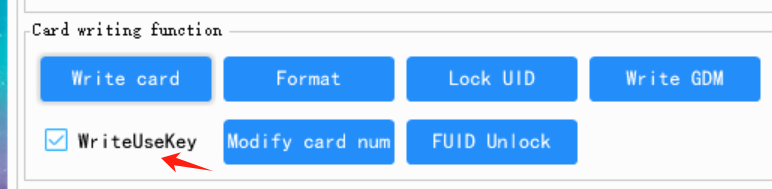 Card writing function
Write card Format Lock UID Write GDM
WriteUseKey Modify card num FUID Unlock